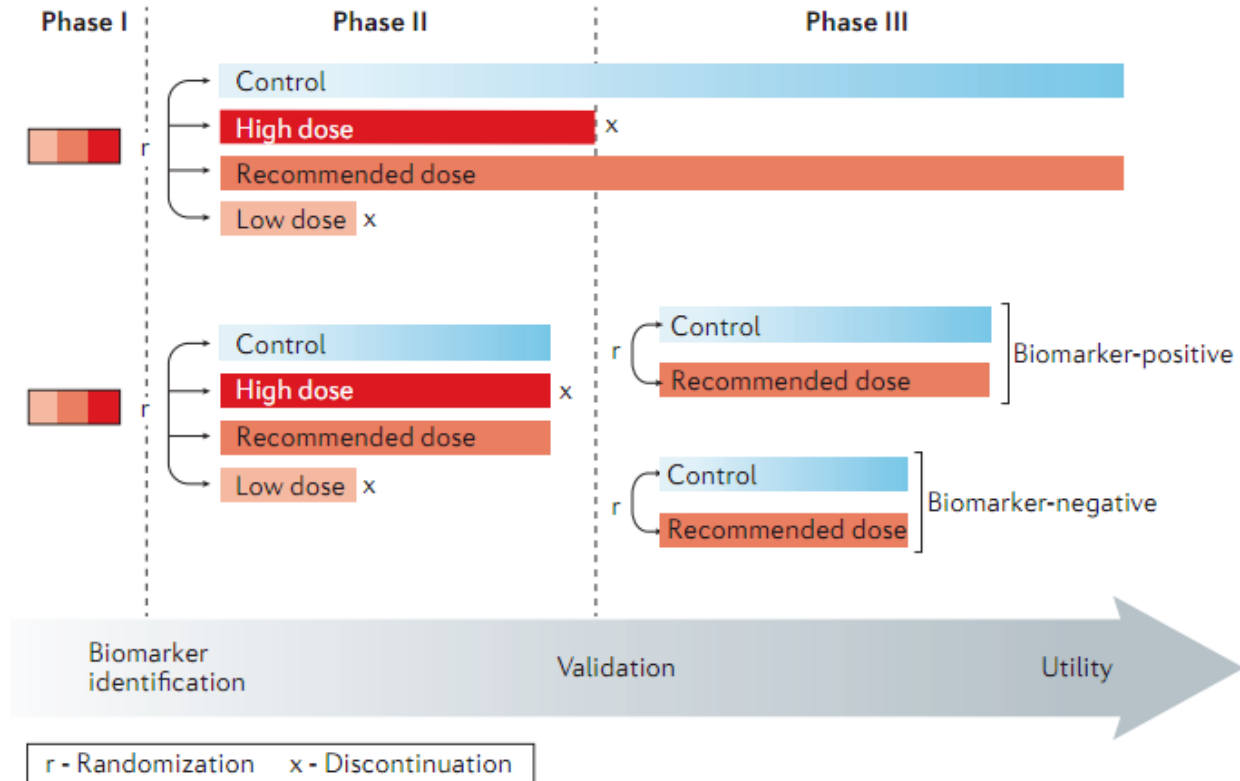 Phase I
Phase II
Phase III
Control
High dose
x
r
Recommended dose
Low dose
x
Control
High dose
x
r
Recommended dose
Low dose
x
Control
r
Recommended dose
Biomarker-positive
Control
r
Recommended dose
Biomarker-negative
Biomarker
identification
Validation
Utility
r - Randomization x - Discontinuation